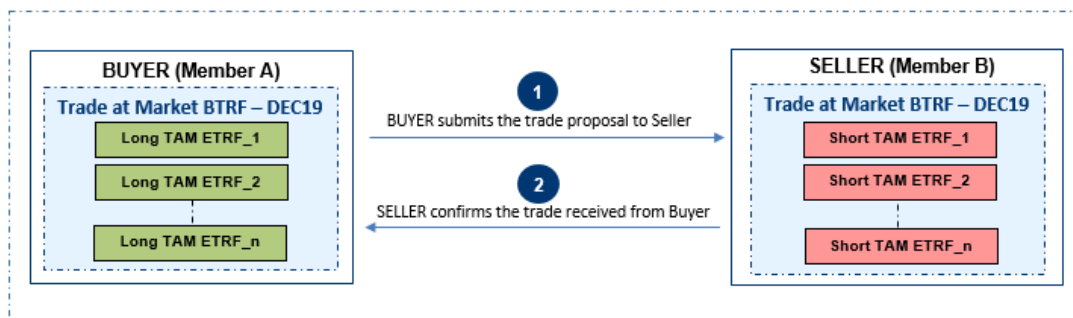 BUYER (Member A)
Trade at Market BTRF – DEC19
Long TAM ETRF_1
Long TAM ETRF_2
Long TAM ETRF_n
1
BUYER submits the trade proposal to Seller
2
SELLER confirms the trade received from Buyer
SELLER (Member B)
Trade at Market BTRF – DEC19
Short TAM ETRF_1
Short TAM ETRF_2
Short TAM ETRF_n